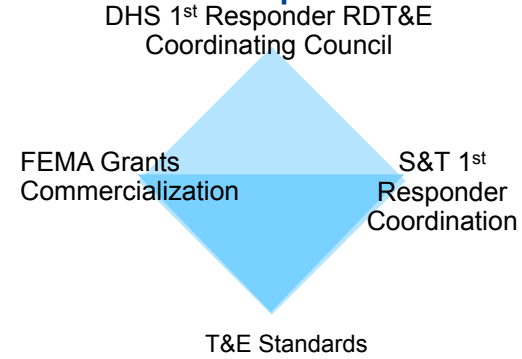 DHS 1st Responder RDT&E
Coordinating Council
FEMA Grants
Commercialization
S&T 1st
Responder
Coordination
T&E Standards